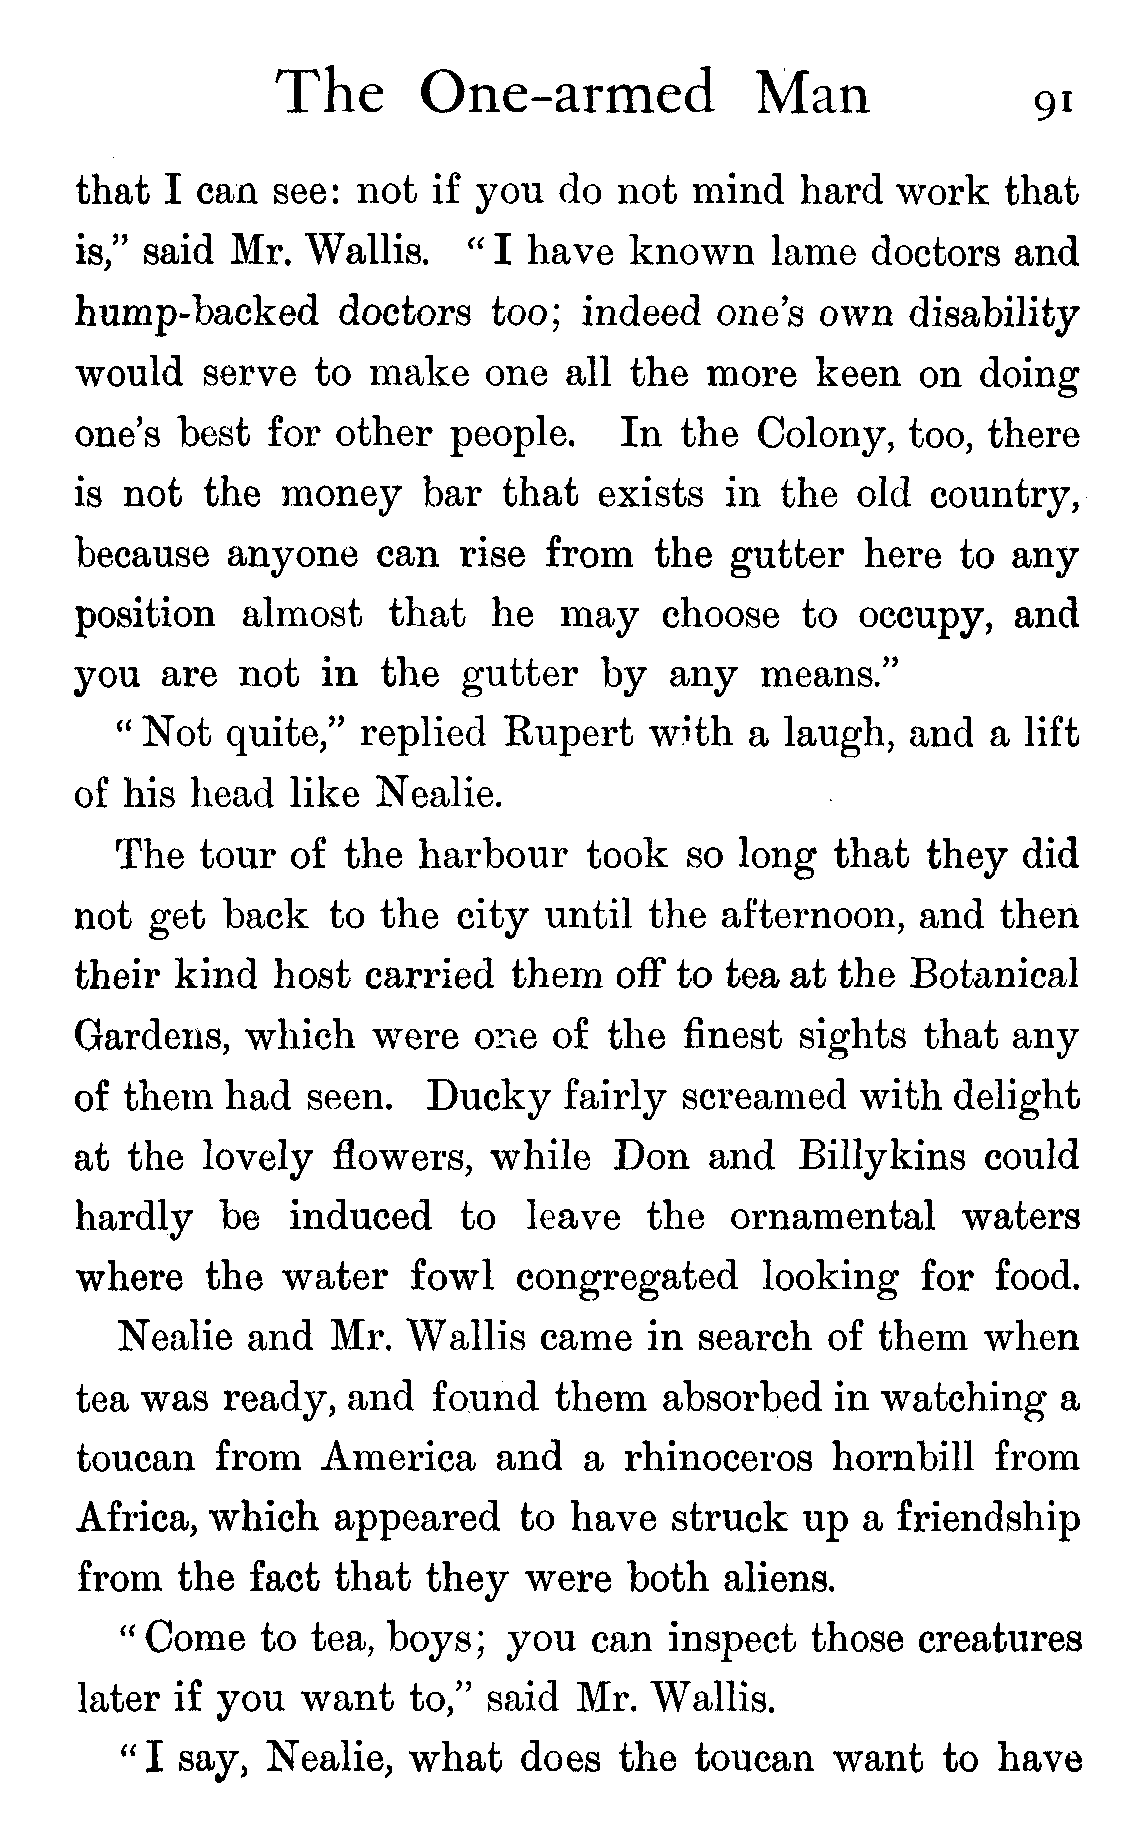 The One-armed Man 91
that I can see: not if you do not mind hard work that
is,” said Mr. Wallis. “I have known lame doctors and
hump-backed doctors too; indeed one’s own disability
would serve to make one all the more keen on doing
one’s best for other people. In the Colony, too, there
is not the money bar that exists in the old country,
because anyone can rise from the gutter here to any
position almost that he may choose to occupy, and
you are not in the gutter by any means.”
“Not quite,” replied Rupert with a laugh, and a lift
of his head like Nealie.
The tour of the harbour took so long that they did
not get back to the city until the afternoon, and then
their kind host carried them off to tea at the Botanical
Gardens, which were one of the finest sights that any
of them had seen. Ducky fairly screamed with delight
at the lovely flowers, while Don and Billykins could
hardly be induced to leave the ornamental waters
where the water fowl congregated looking for food.
Nealie and Mr. Wallis came in search of them when
tea was ready, and found them absorbed in watching a
toucan from America and a rhinoceros hornbill from
Africa, which appeared to have struck up a friendship
from the fact that they were both aliens.
“Come to tea, boys; you can inspect those creatures
later if you want to,” said Mr. Wallis.
“I say, Nealie, what does the toucan want to have